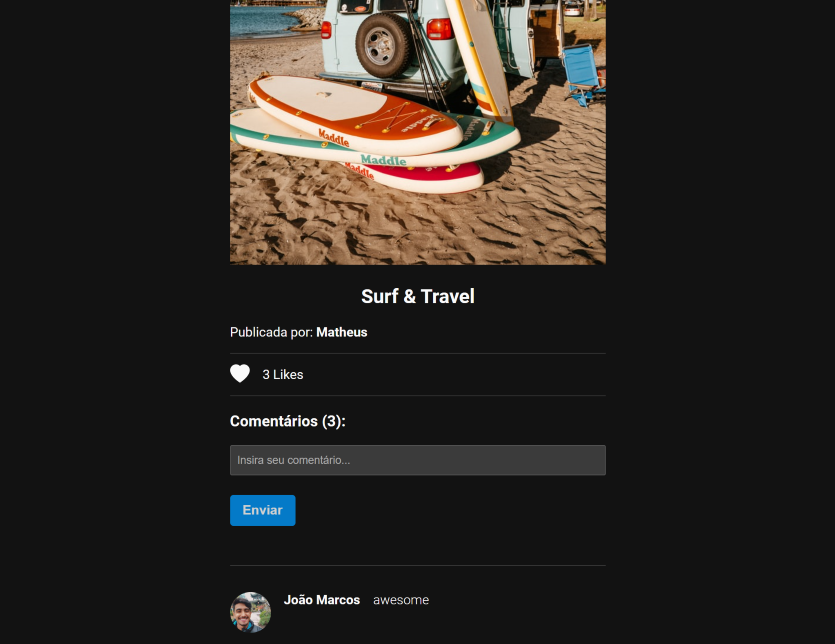 Maddle
Maddle
Maddle
Surf & Travel
Publicada por: Matheus
3 Likes
Comentários (3):
Insira seu comentário...
Enviar
João Marcos awesome